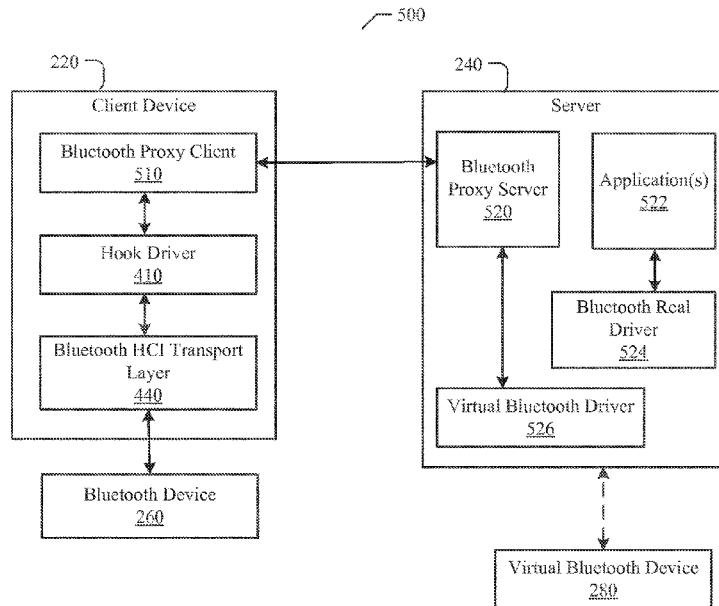 500
220
240
Client Device
Server
Bluetooth Proxy Client
510
Bluetooth
Proxy Server
520
Application(s)
522
Hook Driver
410
Bluetooth Real
Driver
524
Bluetooth HCI Transport
Layer
440
Virtual Bluetooth Driver
526
Bluetooth Device
260
Virtual Bluetooth Device
280